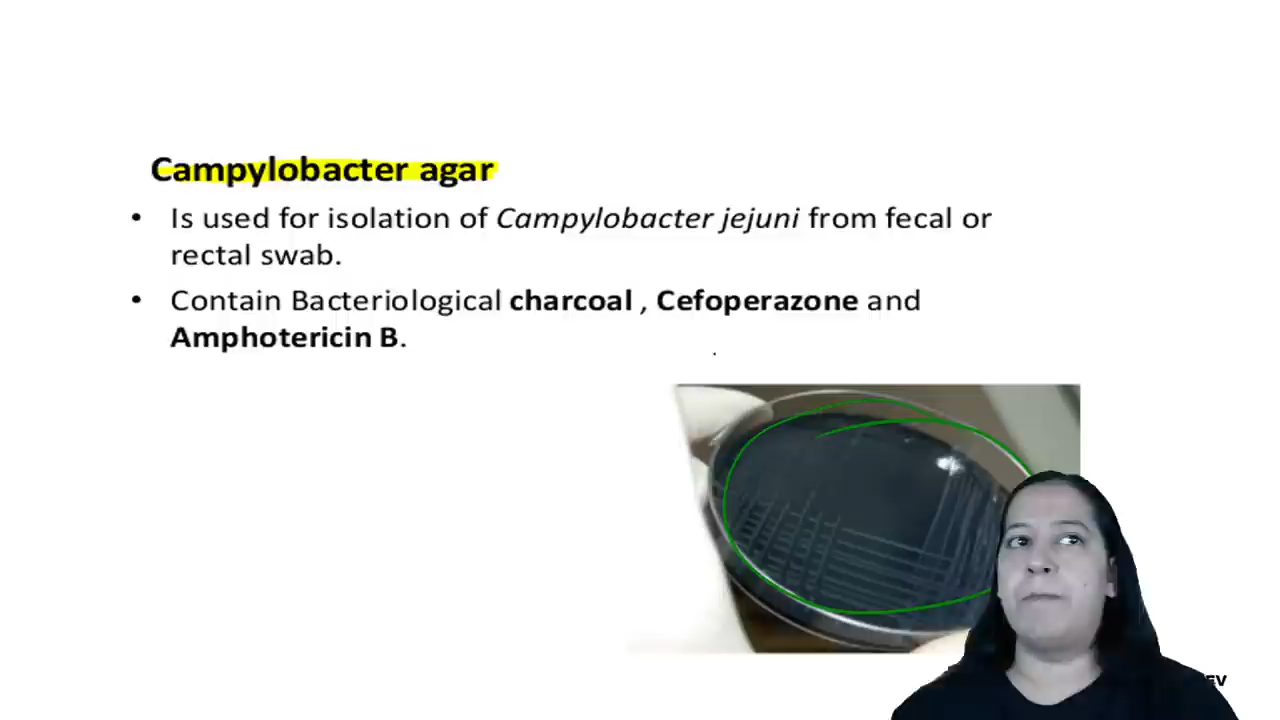 Campylobacter agar
• Is used for isolation of Campylobacter jejuni from fecal or
rectal swab.
• Contain Bacteriological charcoal , Cefoperazone and
Amphotericin B.
EV